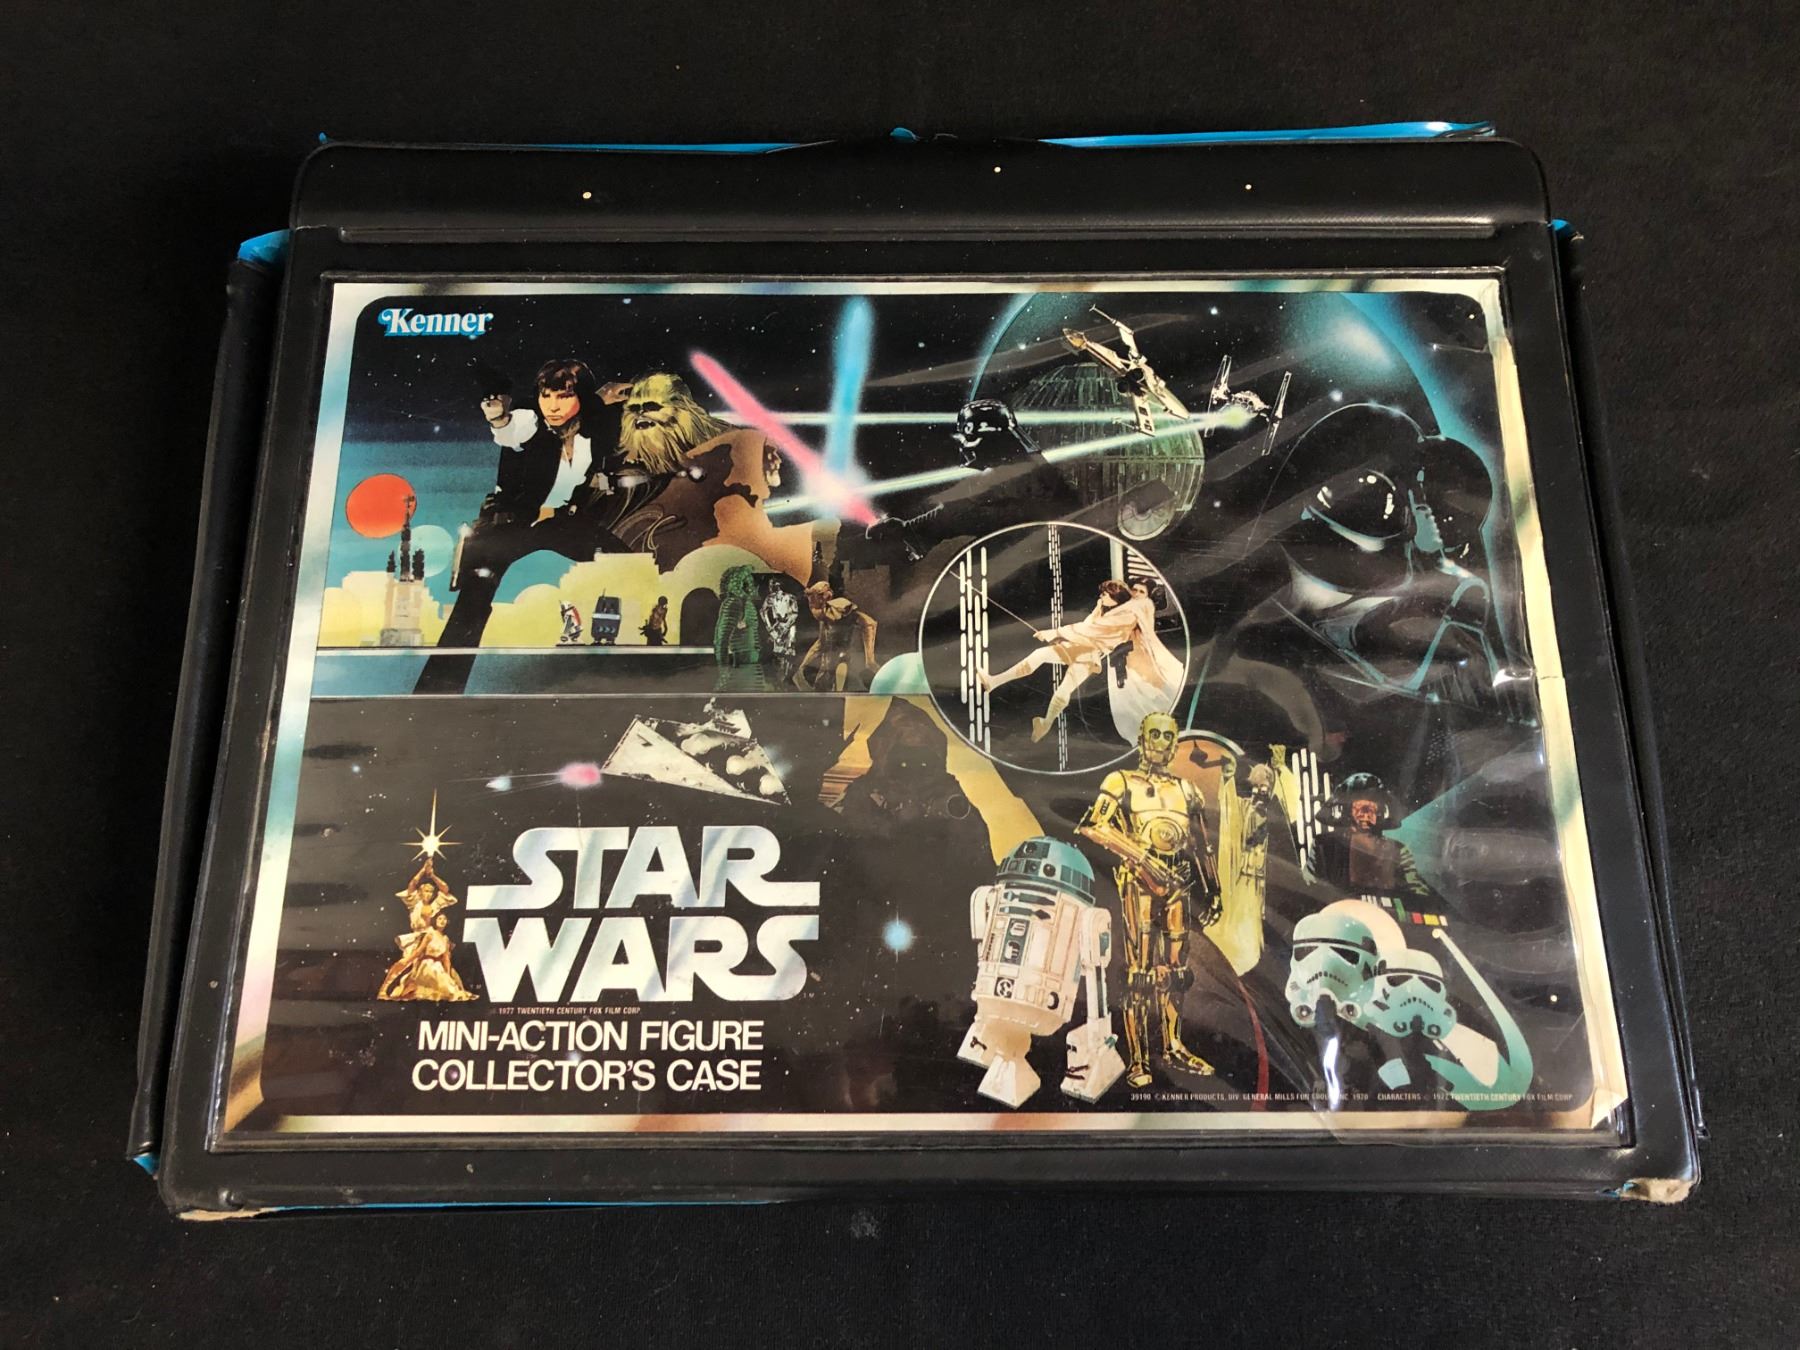 Kenner
STAR
WARS
TM
© 1977 TWENTIETH CENTURY FOX FILM CORP.
MINI-ACTION FIGURE
COLLECTOR'S CASE
39190 © KENNER PRODUCTS, DIV. GENERAL MILLS FUN GROUP, INC. 1978 CHARACTERS © 1977 TWENTIETH CENTURY FOX FILM CORP.